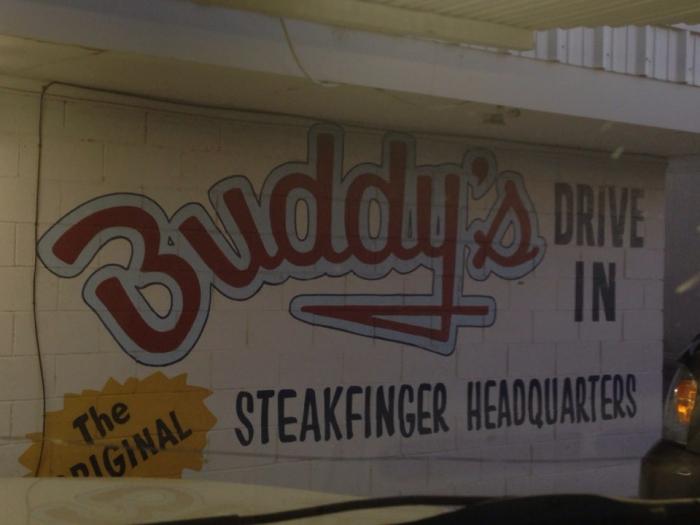 Buddy's
DRIVE
IN
The
ORIGINAL
STEAKFINGER HEADQUARTERS